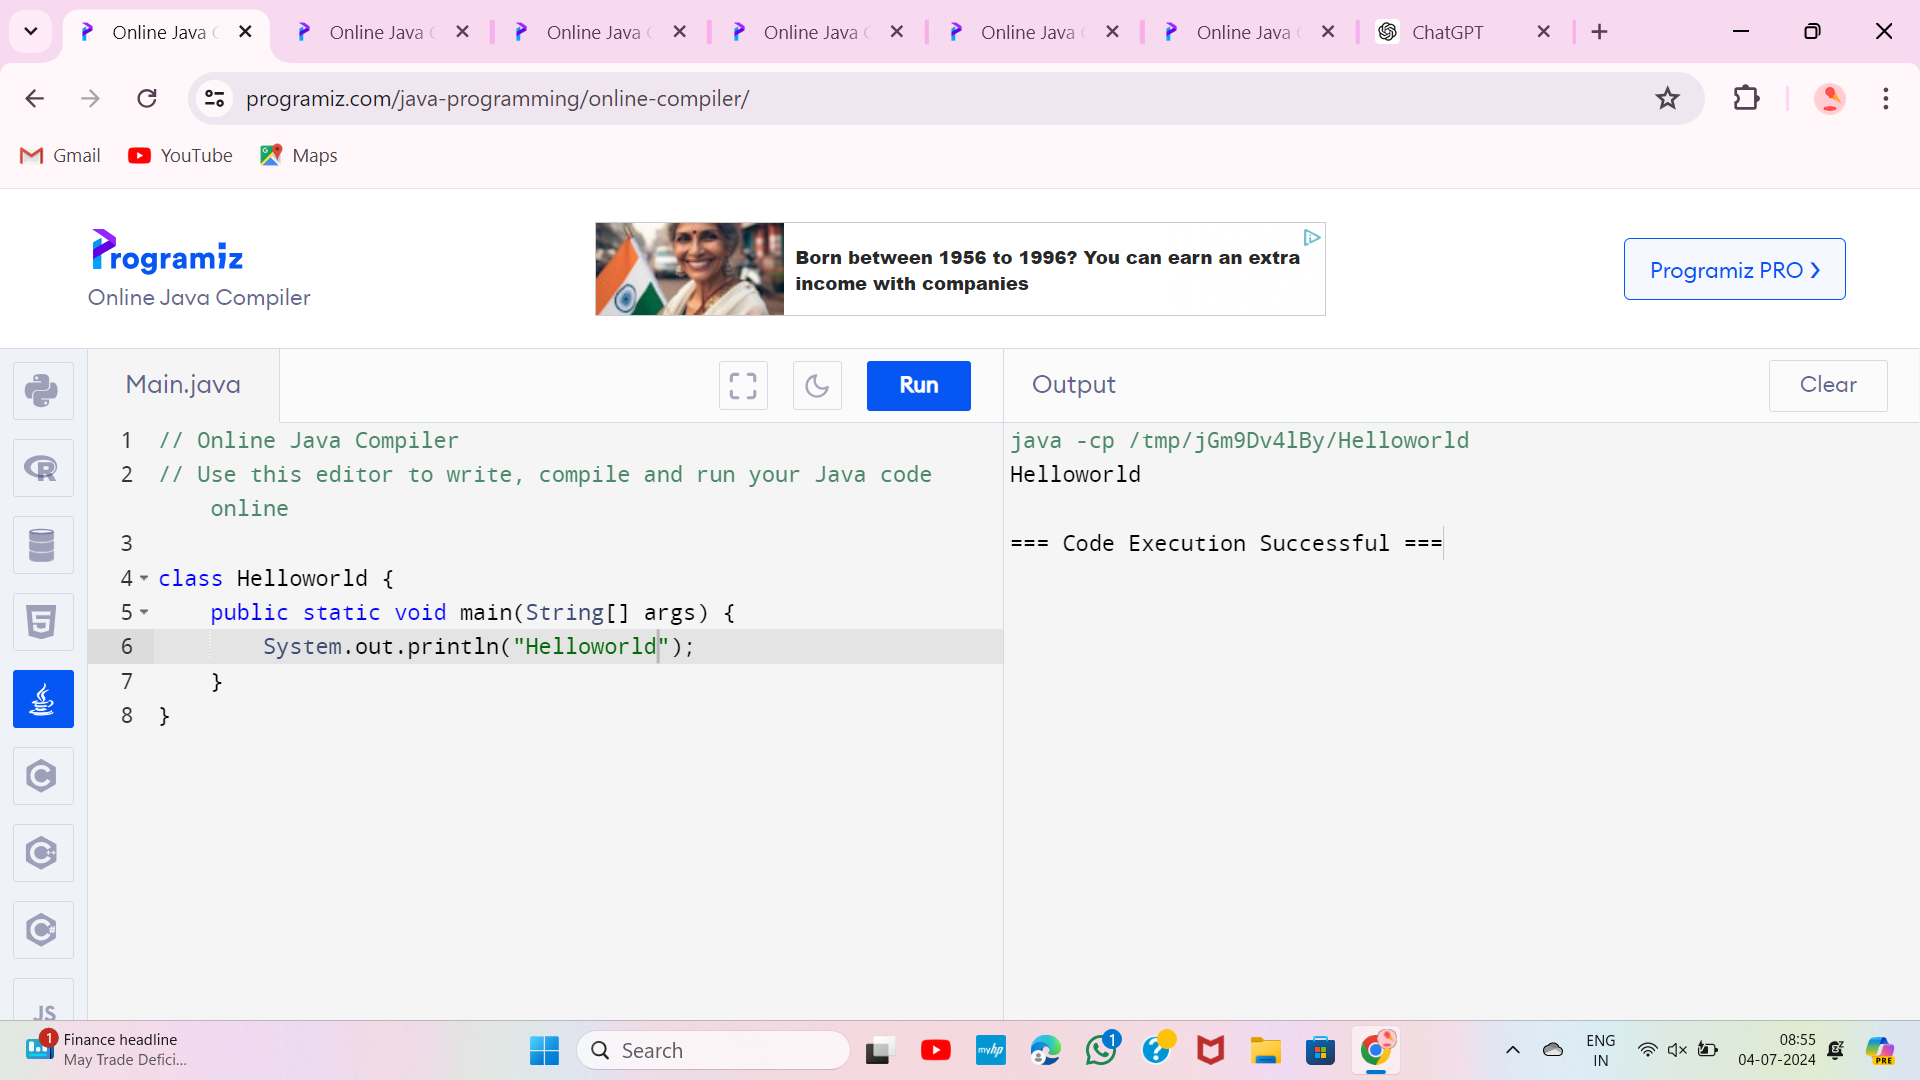 Online Java C
Online Java C
Online Java C
Online Java C
Online Java C
Online Java C
ChatGPT
programiz.com/java-programming/online-compiler/
Gmail
YouTube
Maps
Programiz
Online Java Compiler
Born between 1956 to 1996? You can earn an extra
income with companies
Programiz PRO ❯
Main.java
Run
Output
Clear
1 // Online Java Compiler
2 // Use this editor to write, compile and run your Java code
online
3
4 class Helloworld {
5 public static void main(String[] args) {
6 System.out.println("Helloworld");
7 }
8 }
java -cp /tmp/jGm9Dv4lBy/Helloworld
Helloworld
=== Code Execution Successful ===
R
5
C
C++
C#
JS
1
Finance headline
May Trade Defici...
Search
myhp
1
ENG
IN
08:55
04-07-2024
PRE